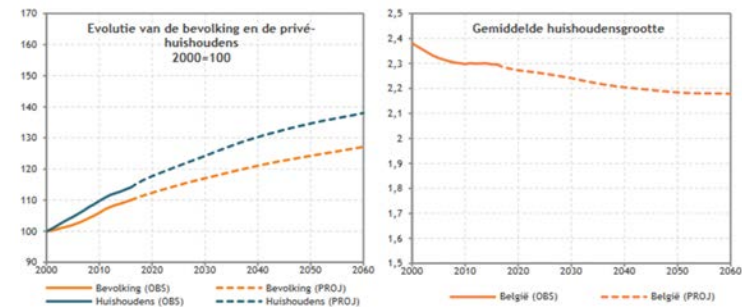 Evolutie van de bevolking en de privé-
huishoudens
2000=100
170
160
150
140
130
120
110
100
90
2000 2010 2020 2030 2040 2050 2060
Bevolking (OBS) Bevolking (PROJ)
Huishoudens (OBS) Huishoudens (PROJ)
Gemiddelde huishoudensgrootte
2,5
2,4
2,3
2,2
2,1
2
1,9
1,8
1,7
1,6
1,5
2000 2010 2020 2030 2040 2050 2060
België (OBS) België (PROJ)